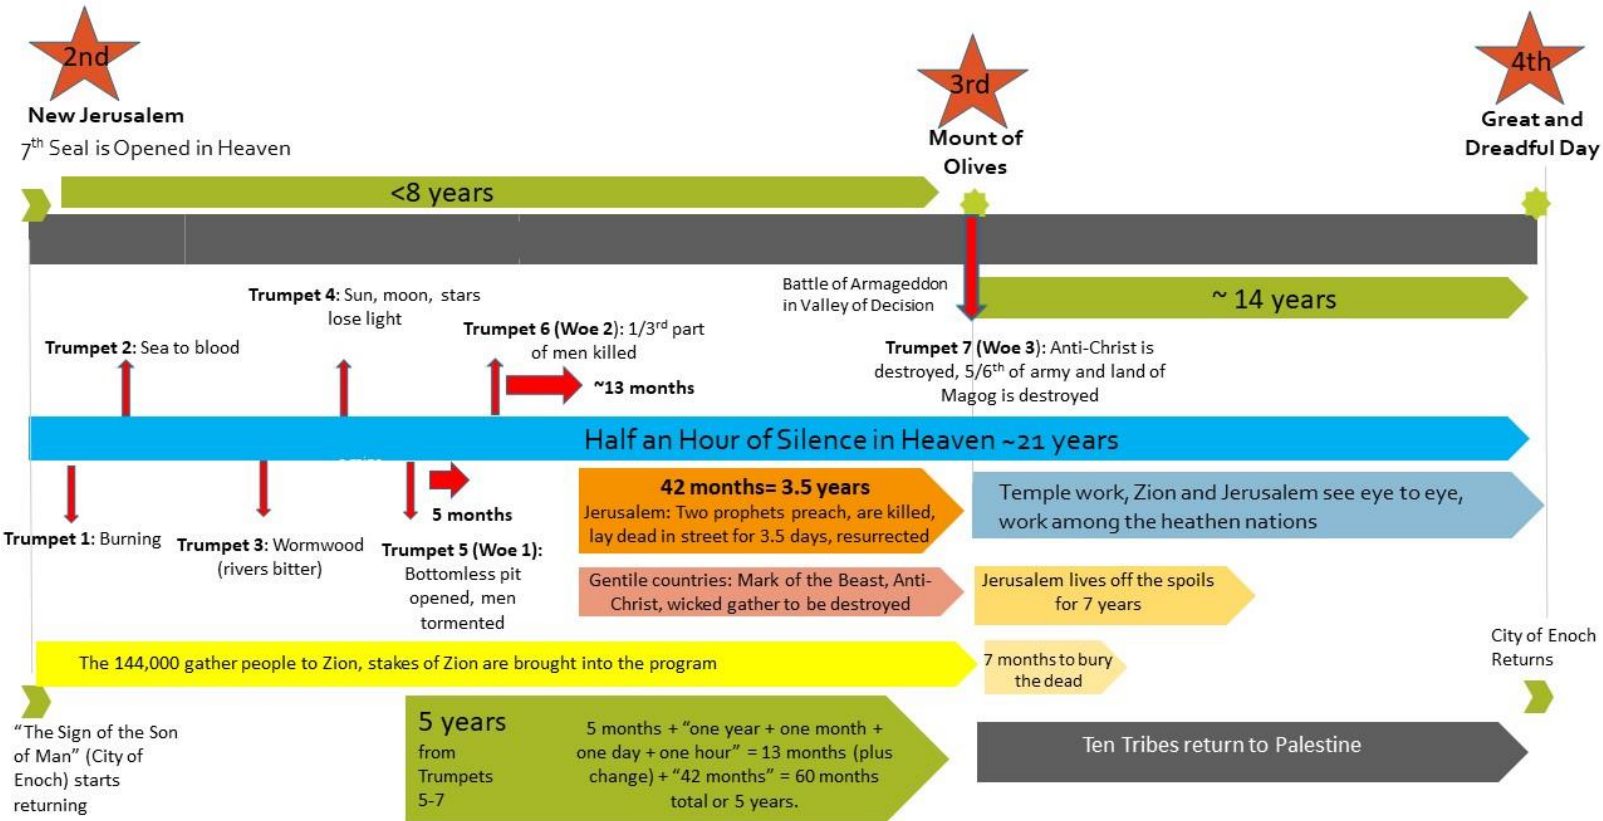 2nd
New Jerusalem
7th Seal is Opened in Heaven
3rd
Mount of
Olives
4th
Great and
Dreadful Day
<8 years
Battle of Armageddon
in Valley of Decision
~ 14 years
Trumpet 4: Sun, moon, stars
lose light
Trumpet 2: Sea to blood
Trumpet 6 (Woe 2): 1/3rd part
of men killed
~13 months
Trumpet 7 (Woe 3): Anti-Christ is
destroyed, 5/6th of army and land of
Magog is destroyed
Half an Hour of Silence in Heaven ~21 years
Trumpet 1: Burning
Trumpet 3: Wormwood
(rivers bitter)
5 months
Trumpet 5 (Woe 1):
Bottomless pit
opened, men
tormented
42 months= 3.5 years
Jerusalem: Two prophets preach, are killed,
lay dead in street for 3.5 days, resurrected
Temple work, Zion and Jerusalem see eye to eye,
work among the heathen nations
Gentile countries: Mark of the Beast, Anti-
Christ, wicked gather to be destroyed
Jerusalem lives off the spoils
for 7 years
The 144,000 gather people to Zion, stakes of Zion are brought into the program
7 months to bury
the dead
City of Enoch
Returns
"The Sign of the Son
of Man" (City of
Enoch) starts
returning
5 years
from
Trumpets
5-7
5 months + "one year + one month +
one day + one hour" = 13 months (plus
change) + "42 months" = 60 months
total or 5 years.
Ten Tribes return to Palestine